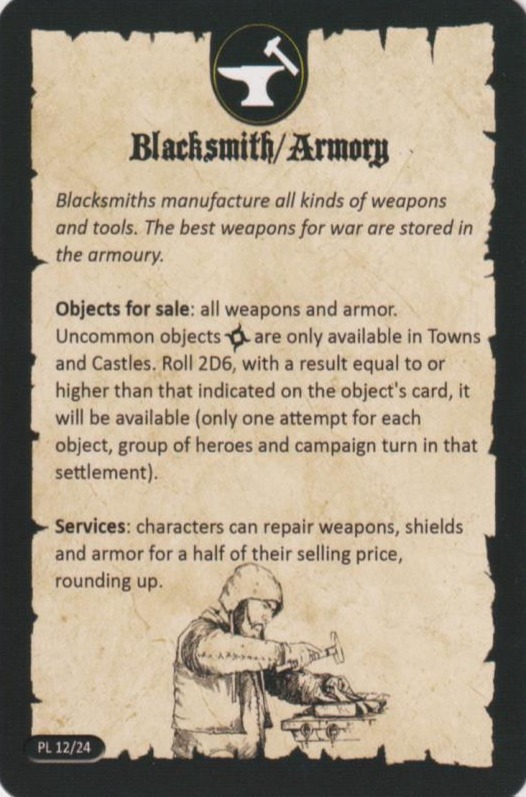 Blacksmith/Armory
Blacksmiths manufacture all kinds of weapons
and tools. The best weapons for war are stored in
the armoury.
Objects for sale: all weapons and armor.
Uncommon objects are only available in Towns
and Castles. Roll 2D6, with a result equal to or
higher than that indicated on the object's card, it
will be available (only one attempt for each
object, group of heroes and campaign turn in that
settlement).
Services: characters can repair weapons, shields
and armor for a half of their selling price,
rounding up.
PL 12/24